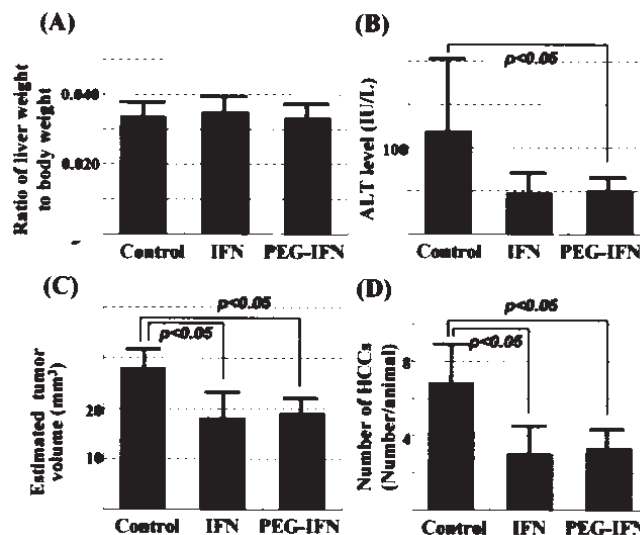 (A)
Ratio of liver weight
to body weight
0.040
0.020
Control IFN PEG-IFN
(B)
ALT level (IU/L)
100
p<0.05
Control IFN PEG-IFN
(C)
Estimated tumor
volume (mm³)
20
10
p<0.05
p<0.05
Control IFN PEG-IFN
(D)
Number of HCCs
(Number/animal)
8
4
p<0.05
p<0.05
Control IFN PEG-IFN